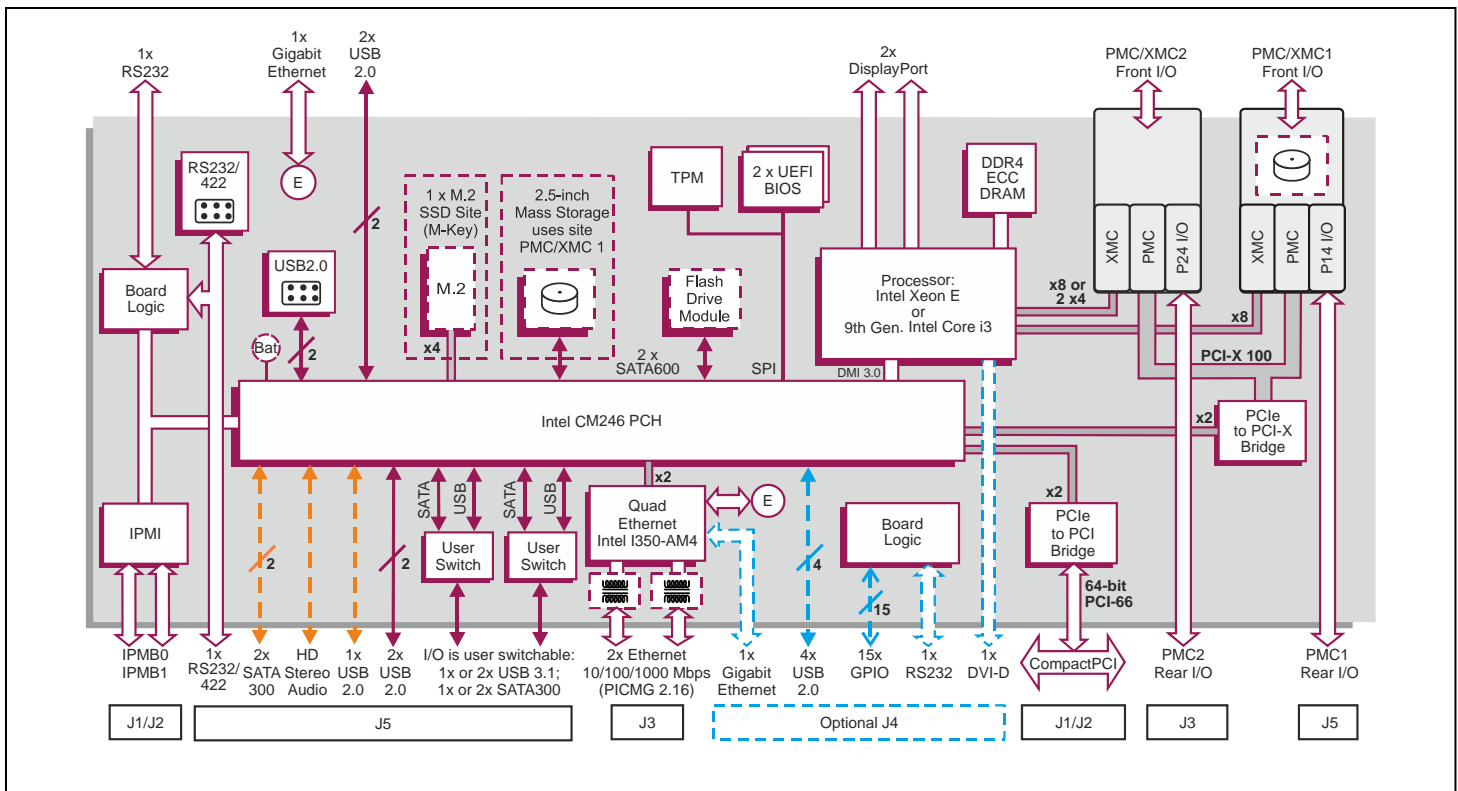 1x
RS232
1x
Gigabit
Ethernet
2x
USB
2.0
2x
DisplayPort
PMC/XMC2
Front I/O
PMC/XMC1
Front I/O
RS232/
422
E
2
1 x M.2
SSD Site
(M-Key)
M.2
x4
2.5-inch
Mass Storage
uses site
PMC/XMC 1
TPM
2 x UEFI
BIOS
DDR4
ECC
DRAM
XMC
PMC
P24 I/O
XMC
PMC
P14 I/O
Board
Logic
USB2.0
Bat
2
Flash
Drive
Module
2 x
SATA600
SPI
Processor:
Intel Xeon E
or
9th Gen. Intel Core i3
DMI 3.0
x8 or
2 x4
x8
PCI-X 100
Intel CM246 PCH
x2
PCIe
to PCI-X
Bridge
IPMI
2
2
SATA
USB
SATA
USB
User
Switch
User
Switch
x2
Quad
Ethernet
Intel I350-AM4
E
4
Board
Logic
15
x2
PCIe
to PCI
Bridge
64-bit
PCI-66
CompactPCI
IPMB0
IPMB1
1x
RS232/
422
2x
SATA
300
HD
Stereo
Audio
1x
USB
2.0
2x
USB
2.0
I/O is user switchable:
1x or 2x USB 3.1;
1x or 2x SATA300
2x Ethernet
10/100/1000 Mbps
(PICMG 2.16)
1x
Gigabit
Ethernet
4x
USB
2.0
15x
GPIO
1x
RS232
1x
DVI-D
PMC2
Rear I/O
PMC1
Rear I/O
J1/J2
J5
J3
Optional J4
J1/J2
J3
J5